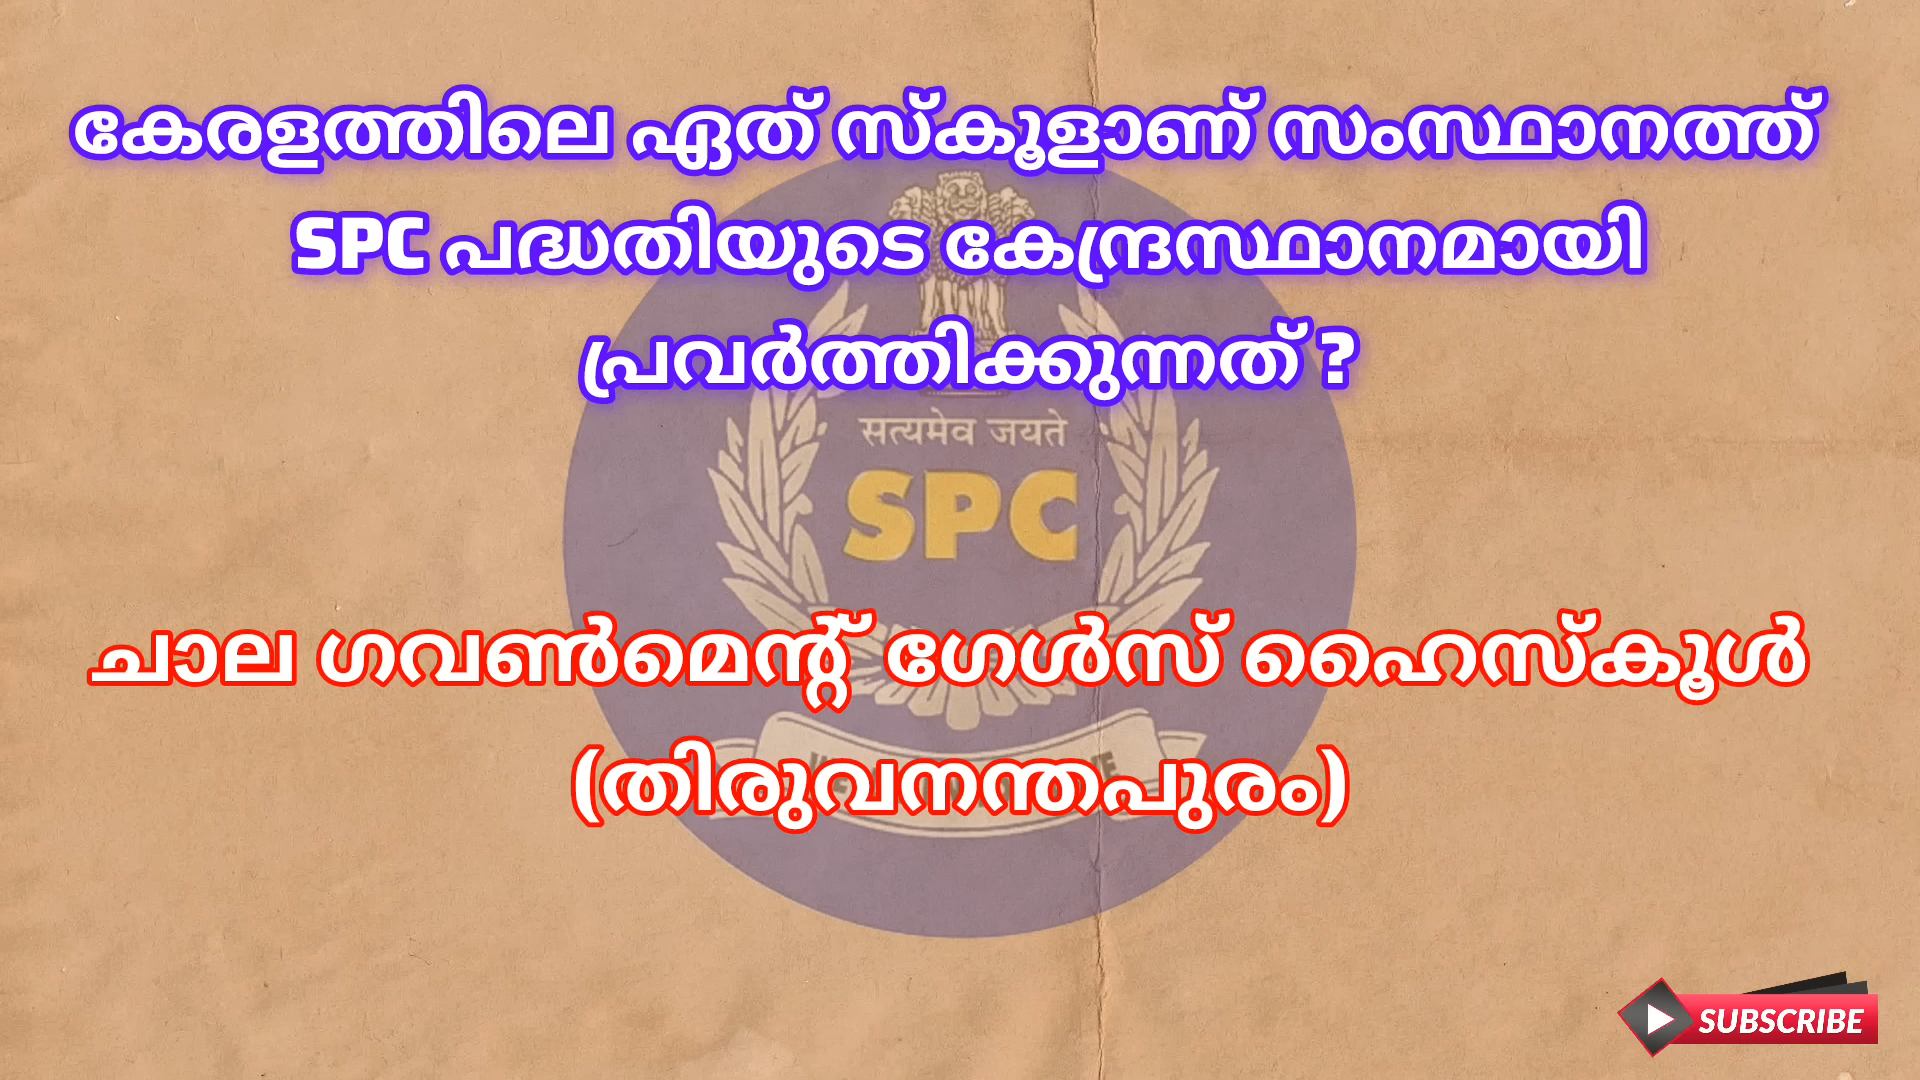 കേരളത്തിലെ ഏത് സ്കൂളാണ് സംസ്ഥാനത്ത്
SPC പദ്ധതിയുടെ കേന്ദ്രസ്ഥാനമായി
പ്രവർത്തിക്കുന്നത് ?
सत्यमेव जयते
SPC
ചാല ഗവൺമെന്റ് ഗേൾസ് ഹൈസ്കൂൾ
(തിരുവനന്തപുരം)
SUBSCRIBE